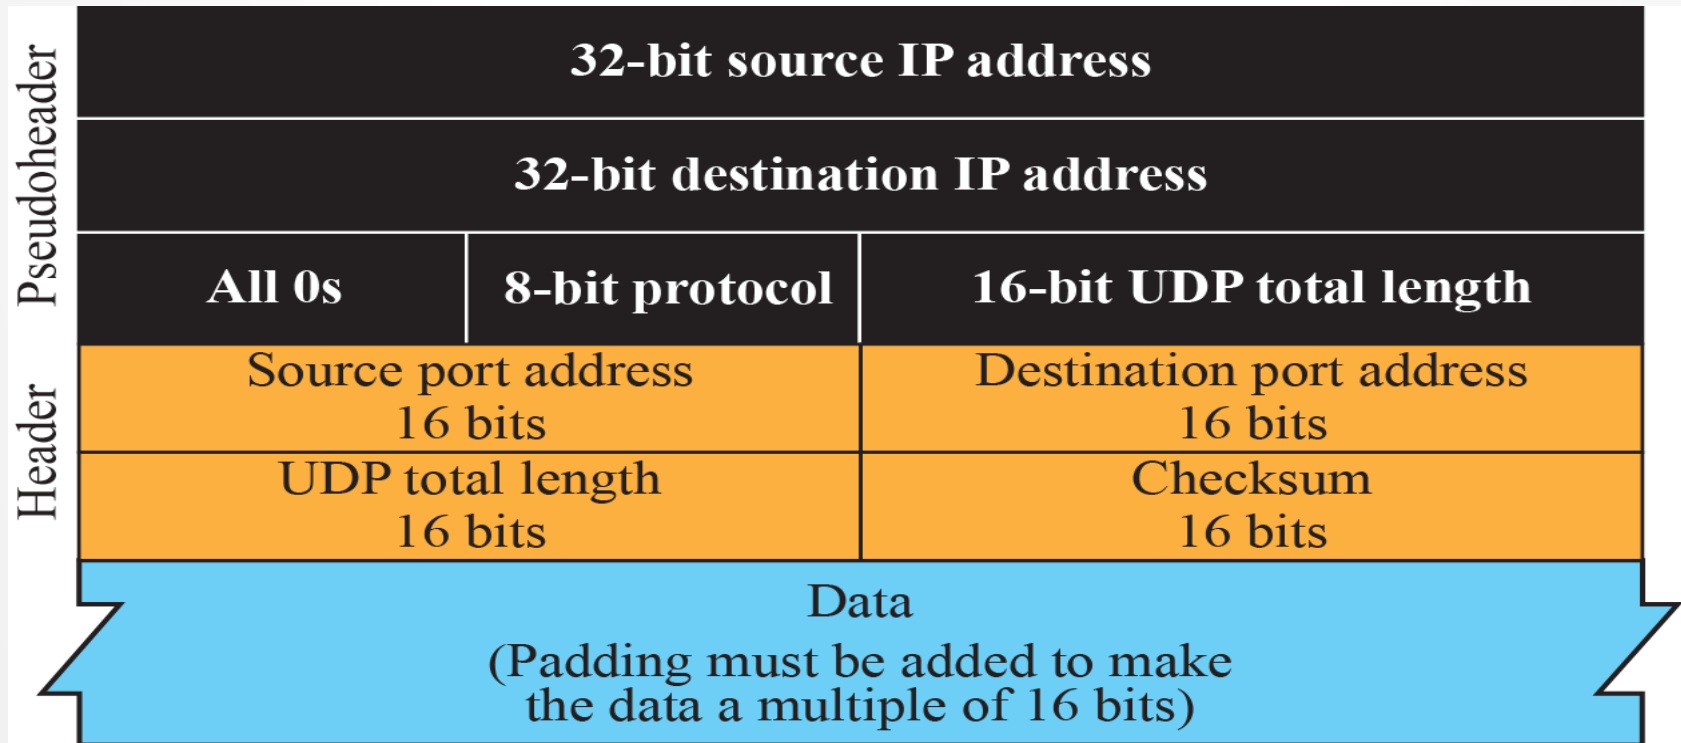 Pseudoheader
32-bit source IP address
32-bit destination IP address
All 0s
8-bit protocol
16-bit UDP total length
Header
Source port address
16 bits
Destination port address
16 bits
UDP total length
16 bits
Checksum
16 bits
Data
(Padding must be added to make
the data a multiple of 16 bits)